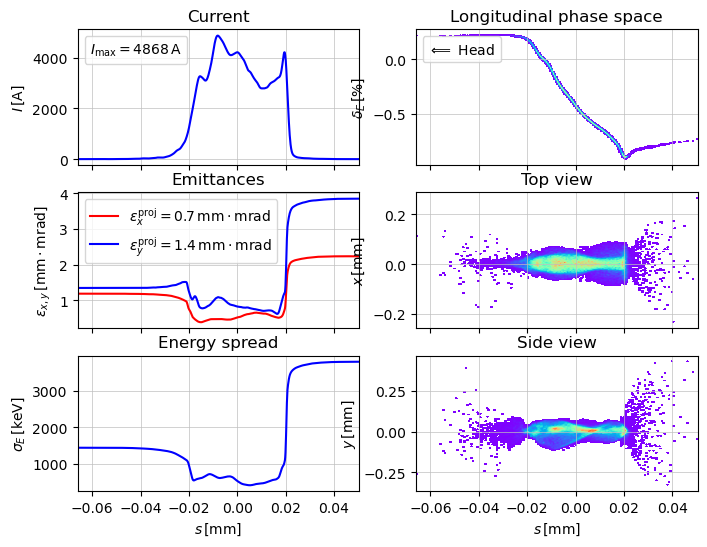 Current
I_max = 4868 A
I [A]
4000
2000
0
Longitudinal phase space
⟸ Head
δ_E [%]
0.0
−0.5
Emittances
ε_x^proj = 0.7 mm · mrad
ε_y^proj = 1.4 mm · mrad
ε_x,y [mm · mrad]
4
3
2
1
Top view
x [mm]
0.2
0.0
−0.2
Energy spread
σ_E [keV]
3000
2000
1000
−0.06 −0.04 −0.02 0.00 0.02 0.04
s [mm]
Side view
y [mm]
0.25
0.00
−0.25
−0.06 −0.04 −0.02 0.00 0.02 0.04
s [mm]